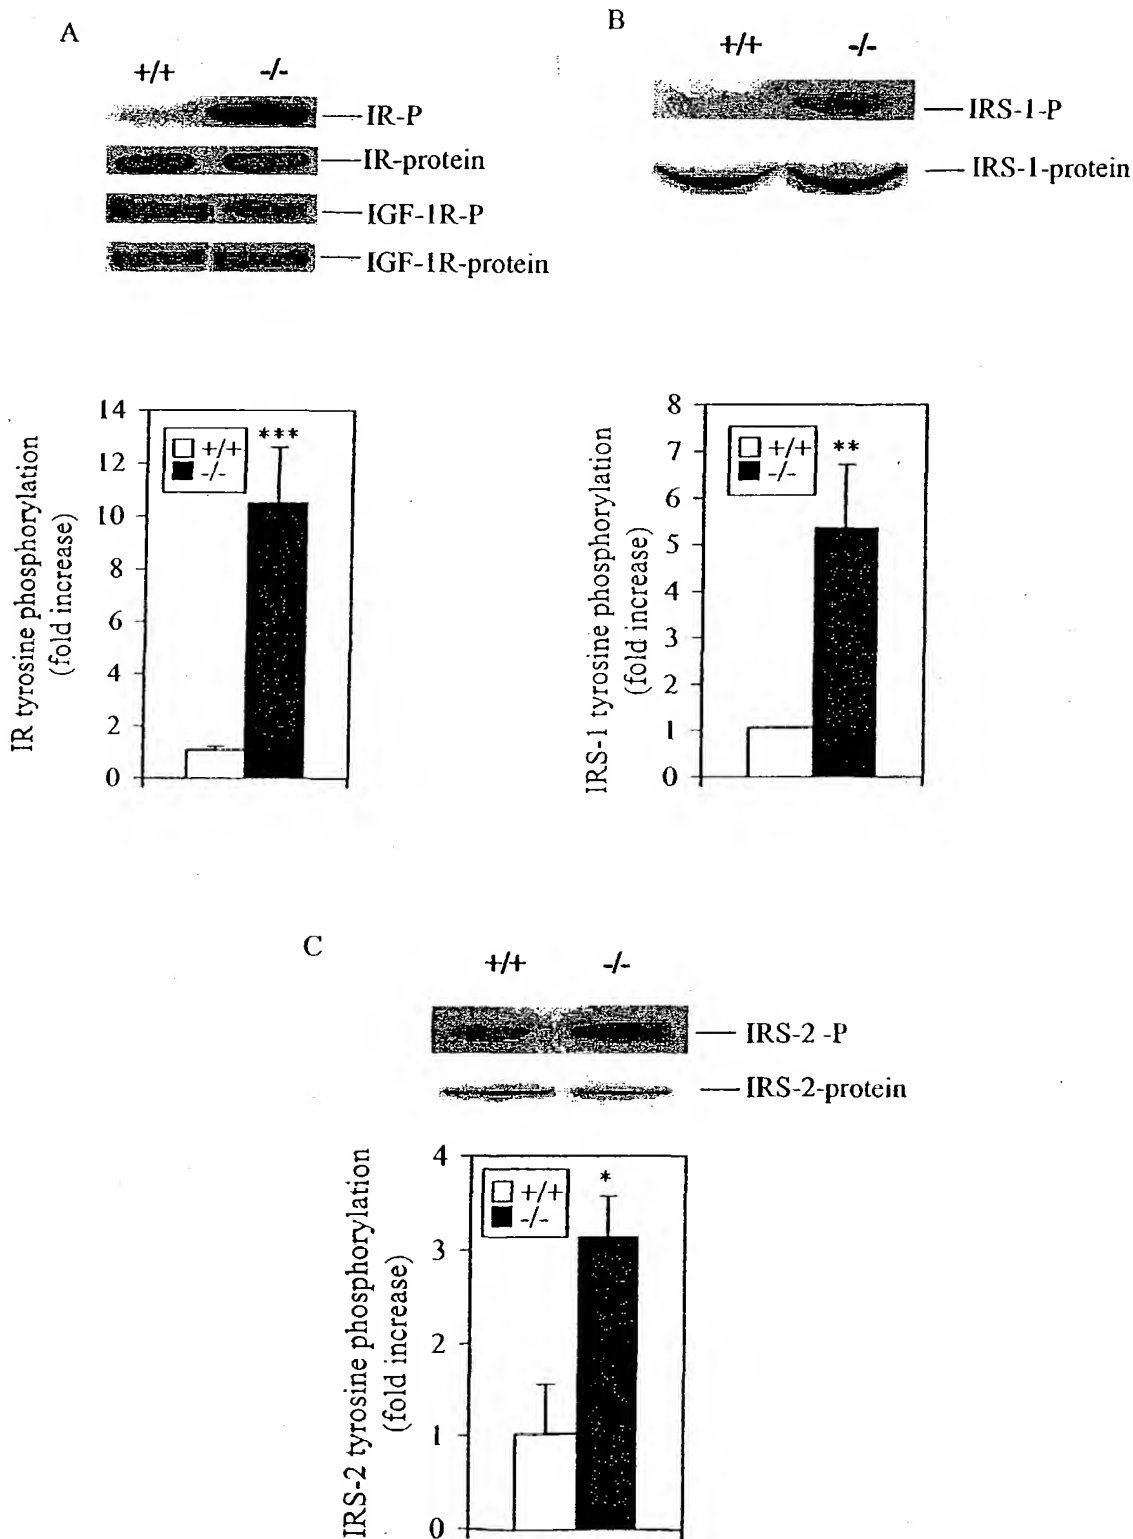 A
+/+ -/-
IR-P
IR-protein
IGF-1R-P
IGF-1R-protein
B
+/+ -/-
IRS-1-P
IRS-1-protein
IR tyrosine phosphorylation
(fold increase)
14
12
10
8
6
4
2
0
+/+
-/-
***
IRS-1 tyrosine phosphorylation
(fold increase)
8
7
6
5
4
3
2
1
0
+/+
-/-
**
C
+/+ -/-
IRS-2 -P
IRS-2-protein
IRS-2 tyrosine phosphorylation
(fold increase)
4
3
2
1
0
+/+
-/-
*